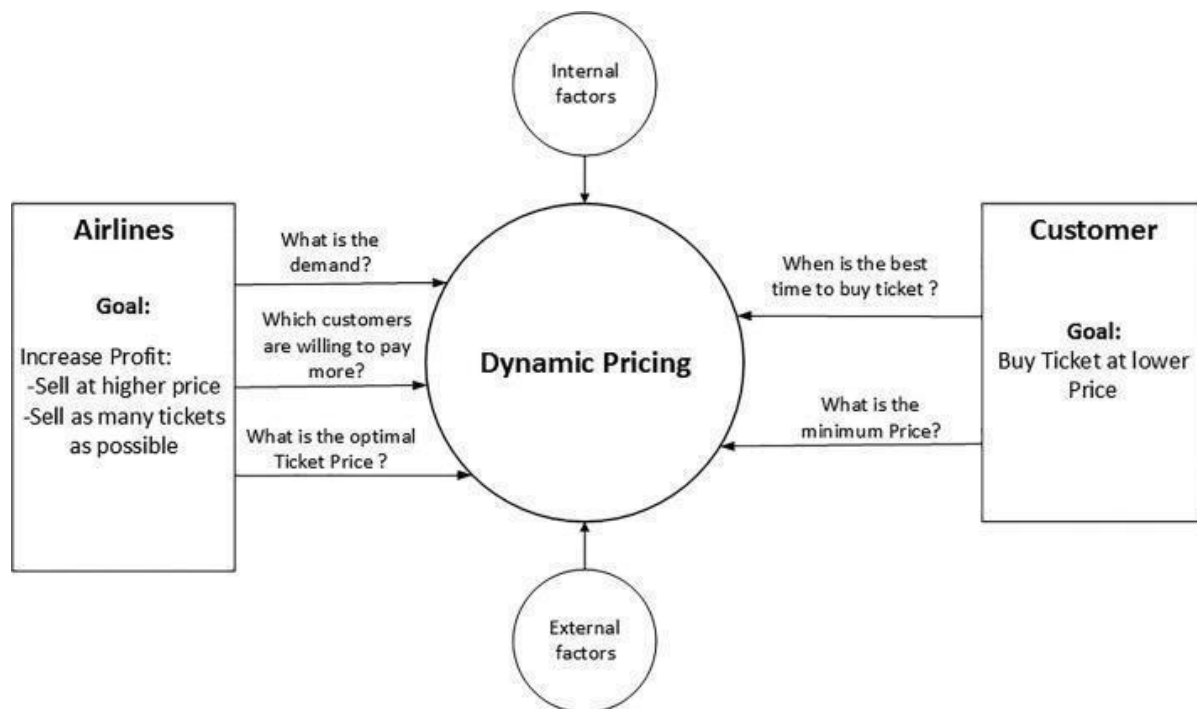 Internal
factors
Airlines
Goal:
Increase Profit:
-Sell at higher price
-Sell as many tickets
as possible
What is the
demand?
Which customers
are willing to pay
more?
What is the optimal
Ticket Price ?
Dynamic Pricing
When is the best
time to buy ticket ?
What is the
minimum Price?
Customer
Goal:
Buy Ticket at lower
Price
External
factors